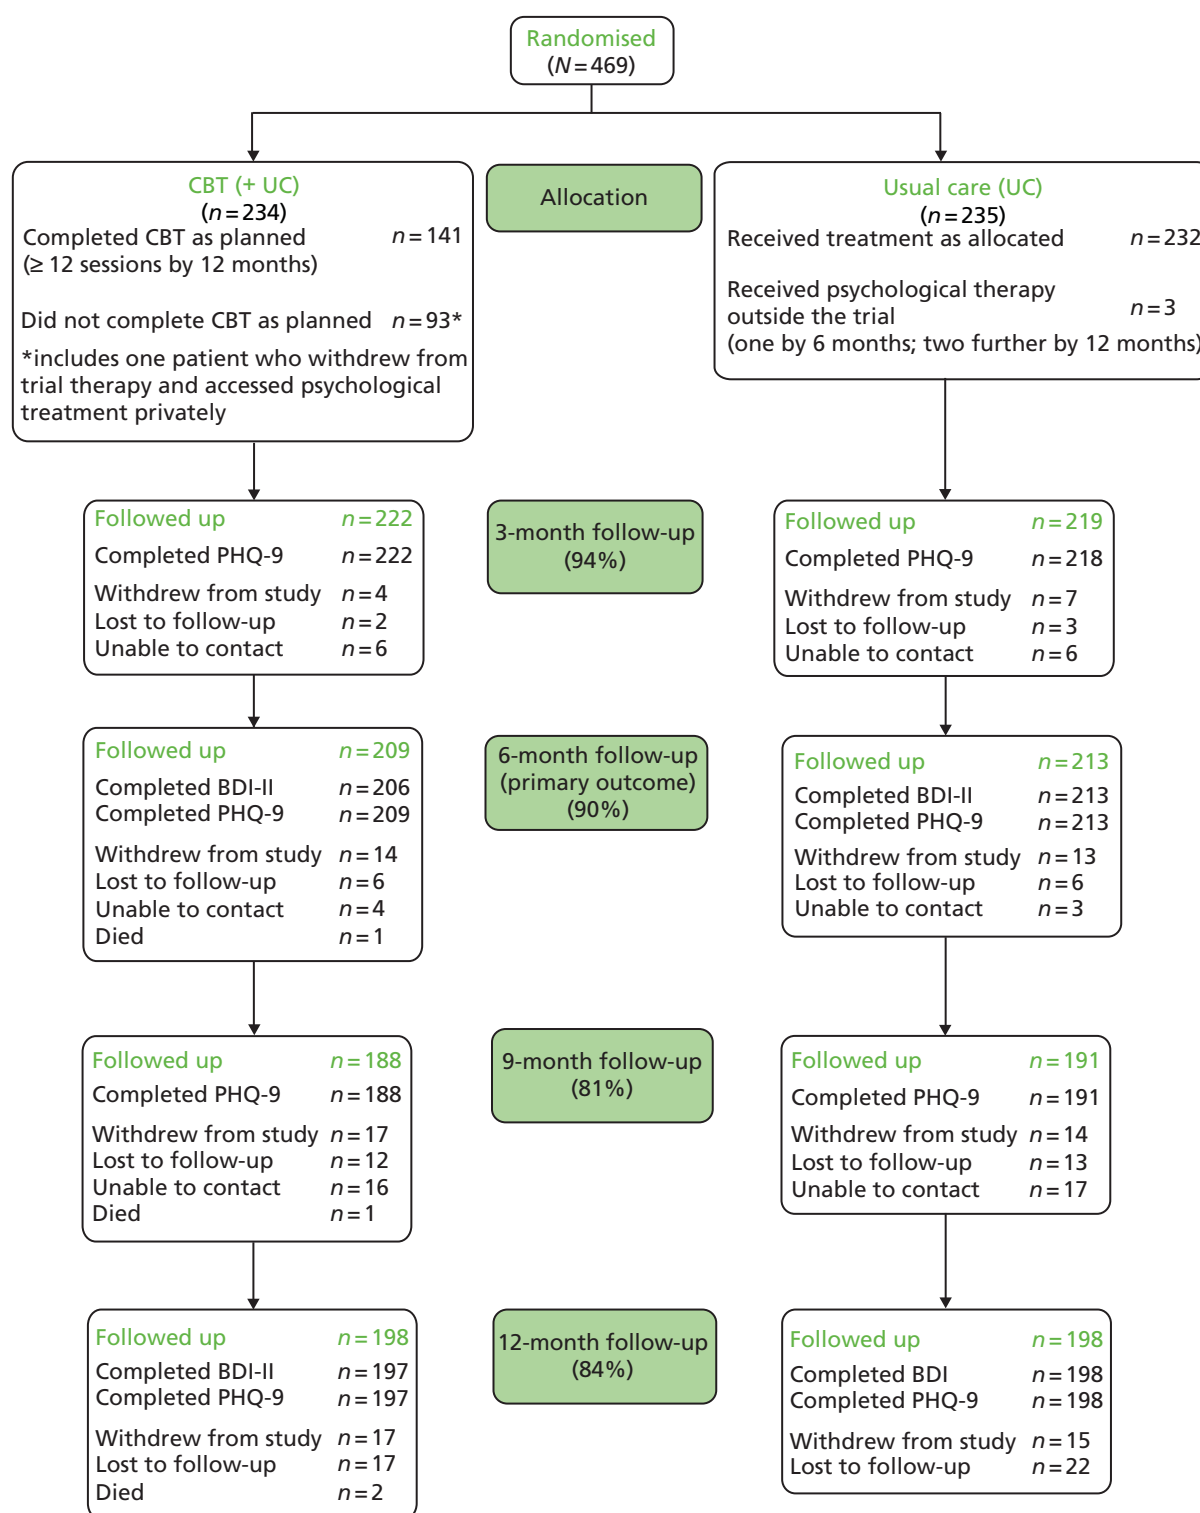 Randomised
(N=469)
CBT (+ UC)
(n=234)
Completed CBT as planned n=141
(≥ 12 sessions by 12 months)
Did not complete CBT as planned n=93*
*includes one patient who withdrew from
trial therapy and accessed psychological
treatment privately
Allocation
Usual care (UC)
(n=235)
Received treatment as allocated n=232
Received psychological therapy
outside the trial n=3
(one by 6 months; two further by 12 months)
Followed up n=222
Completed PHQ-9 n=222
Withdrew from study n=4
Lost to follow-up n=2
Unable to contact n=6
3-month follow-up
(94%)
Followed up n=219
Completed PHQ-9 n=218
Withdrew from study n=7
Lost to follow-up n=3
Unable to contact n=6
Followed up n=209
Completed BDI-II n=206
Completed PHQ-9 n=209
Withdrew from study n=14
Lost to follow-up n=6
Unable to contact n=4
Died n=1
6-month follow-up
(primary outcome)
(90%)
Followed up n=213
Completed BDI-II n=213
Completed PHQ-9 n=213
Withdrew from study n=13
Lost to follow-up n=6
Unable to contact n=3
Followed up n=188
Completed PHQ-9 n=188
Withdrew from study n=17
Lost to follow-up n=12
Unable to contact n=16
Died n=1
9-month follow-up
(81%)
Followed up n=191
Completed PHQ-9 n=191
Withdrew from study n=14
Lost to follow-up n=13
Unable to contact n=17
Followed up n=198
Completed BDI-II n=197
Completed PHQ-9 n=197
Withdrew from study n=17
Lost to follow-up n=17
Died n=2
12-month follow-up
(84%)
Followed up n=198
Completed BDI n=198
Completed PHQ-9 n=198
Withdrew from study n=15
Lost to follow-up n=22